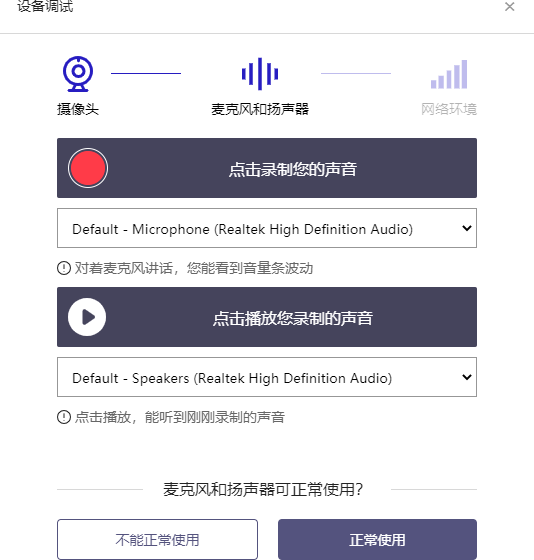 设备调试
摄像头
麦克风和扬声器
网络环境
点击录制您的声音
Default - Microphone (Realtek High Definition Audio)
对着麦克风讲话，您能看到音量条波动
点击播放您录制的声音
Default - Speakers (Realtek High Definition Audio)
点击播放，能听到刚刚录制的声音
麦克风和扬声器可正常使用？
不能正常使用
正常使用